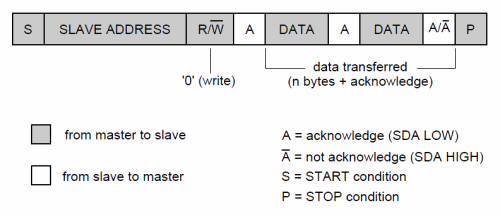 S SLAVE ADDRESS R/W̅ A DATA A DATA A/A̅ P
'0' (write)
data transferred
(n bytes + acknowledge)
from master to slave
from slave to master
A = acknowledge (SDA LOW)
A̅ = not acknowledge (SDA HIGH)
S = START condition
P = STOP condition